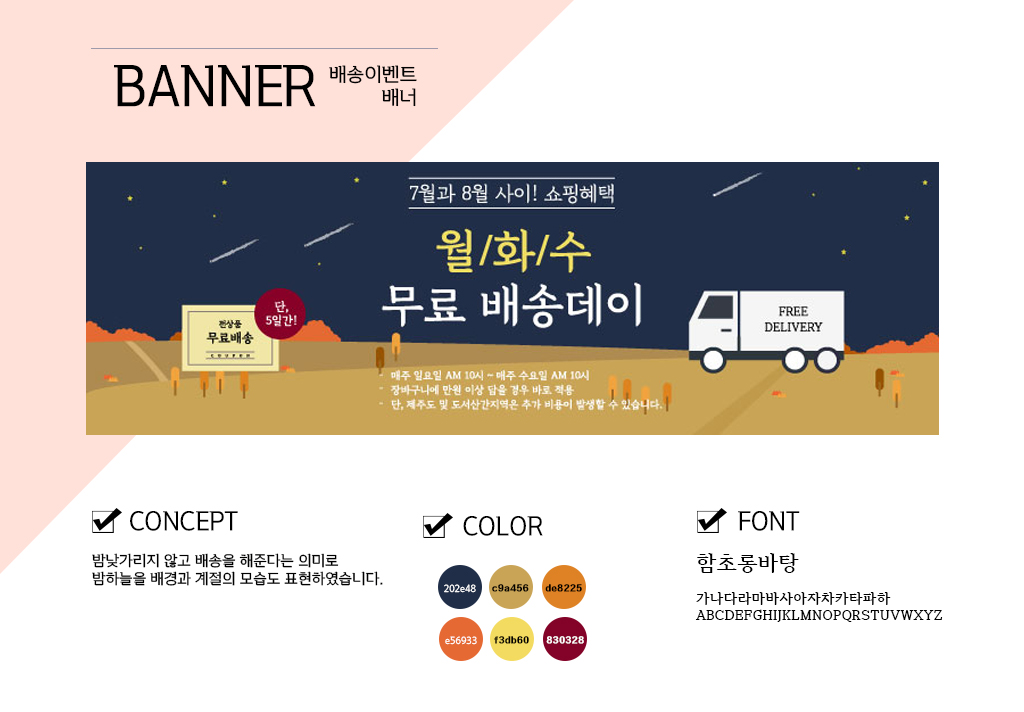 BANNER
배송이벤트
배너
7월과 8월 사이! 쇼핑혜택
월/화/수
무료 배송데이
단,
5일간!
전상품
무료배송
COUPON
FREE
DELIVERY
- 매주 일요일 AM 10시 ~ 매주 수요일 AM 10시
- 장바구니에 만원 이상 담을 경우 바로 적용
- 단, 제주도 및 도서산간지역은 추가 비용이 발생할 수 있습니다.
CONCEPT
밤낮가리지 않고 배송을 해준다는 의미로
밤하늘을 배경과 계절의 모습도 표현하였습니다.
COLOR
202e48 c9a456 de8225
e56933 f3db60 830328
FONT
함초롱바탕
가나다라마바사아자차카타파하
ABCDEFGHIJKLMNOPQRSTUVWXYZ